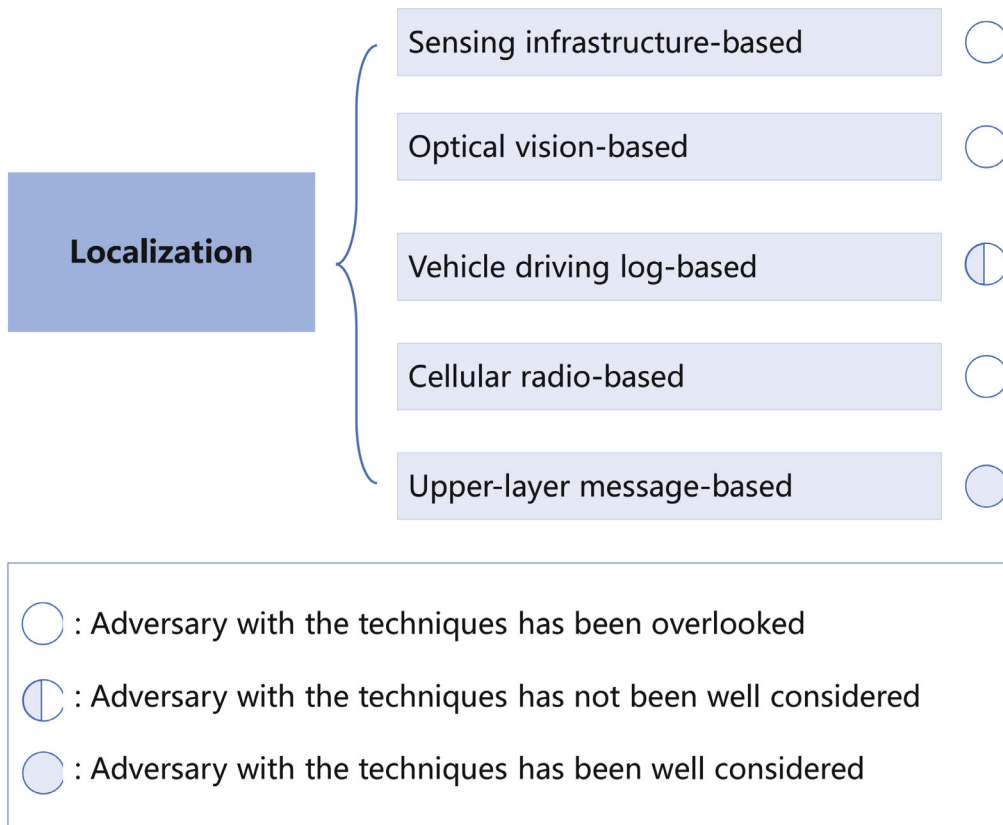 Sensing infrastructure-based
Optical vision-based
Localization
Vehicle driving log-based
Cellular radio-based
Upper-layer message-based
: Adversary with the techniques has been overlooked
: Adversary with the techniques has not been well considered
: Adversary with the techniques has been well considered